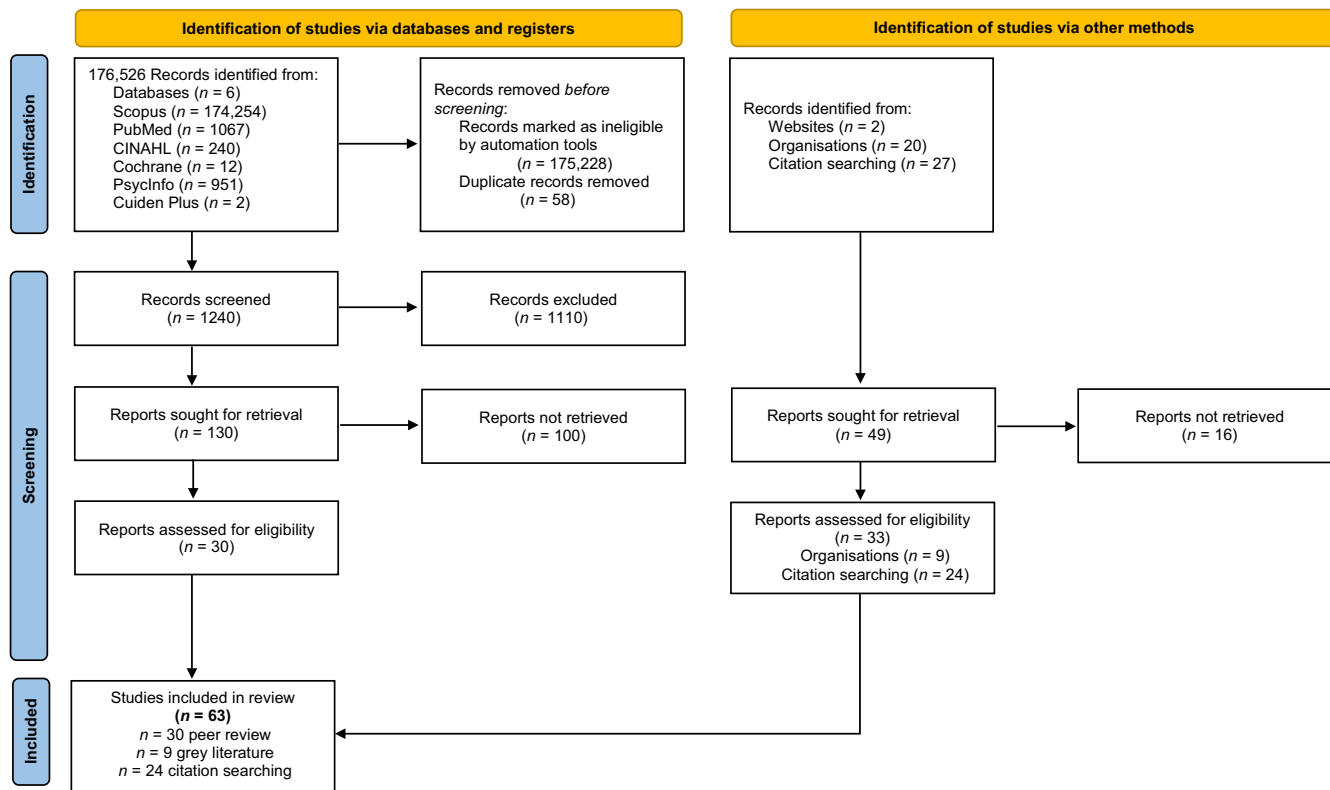 Identification of studies via databases and registers
Identification of studies via other methods
Identification
176,526 Records identified from:
Databases (n = 6)
Scopus (n = 174,254)
PubMed (n = 1067)
CINAHL (n = 240)
Cochrane (n = 12)
PsycInfo (n = 951)
Cuiden Plus (n = 2)
Records removed before
screening:
Records marked as ineligible
by automation tools
(n = 175,228)
Duplicate records removed
(n = 58)
Records identified from:
Websites (n = 2)
Organisations (n = 20)
Citation searching (n = 27)
Screening
Records screened
(n = 1240)
Records excluded
(n = 1110)
Reports sought for retrieval
(n = 130)
Reports not retrieved
(n = 100)
Reports sought for retrieval
(n = 49)
Reports not retrieved
(n = 16)
Reports assessed for eligibility
(n = 30)
Reports assessed for eligibility
(n = 33)
Organisations (n = 9)
Citation searching (n = 24)
Included
Studies included in review
(n = 63)
n = 30 peer review
n = 9 grey literature
n = 24 citation searching